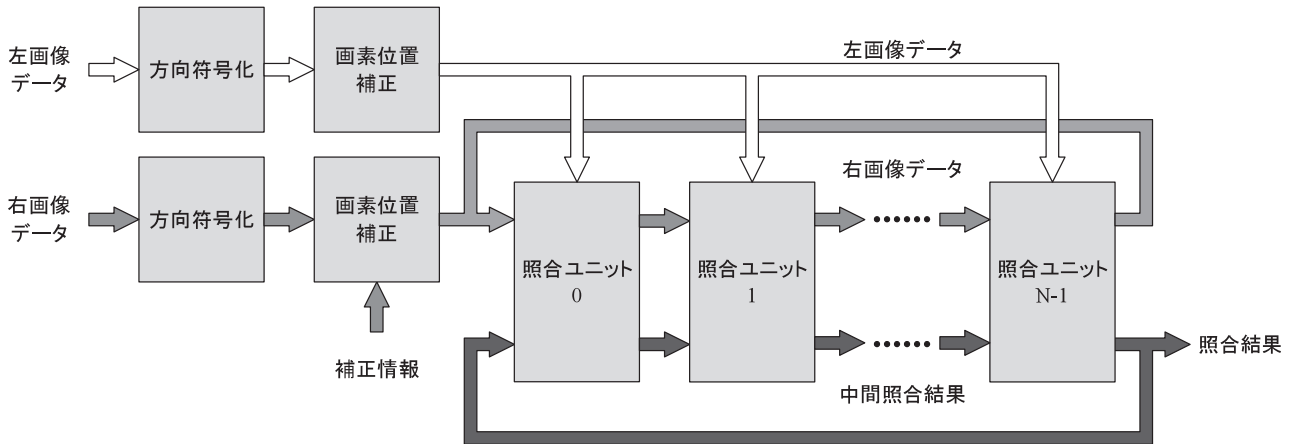 左画像
データ
方向符号化
画素位置
補正
左画像データ
右画像
データ
方向符号化
画素位置
補正
右画像データ
照合ユニット
0
照合ユニット
1
照合ユニット
N-1
補正情報
中間照合結果
照合結果